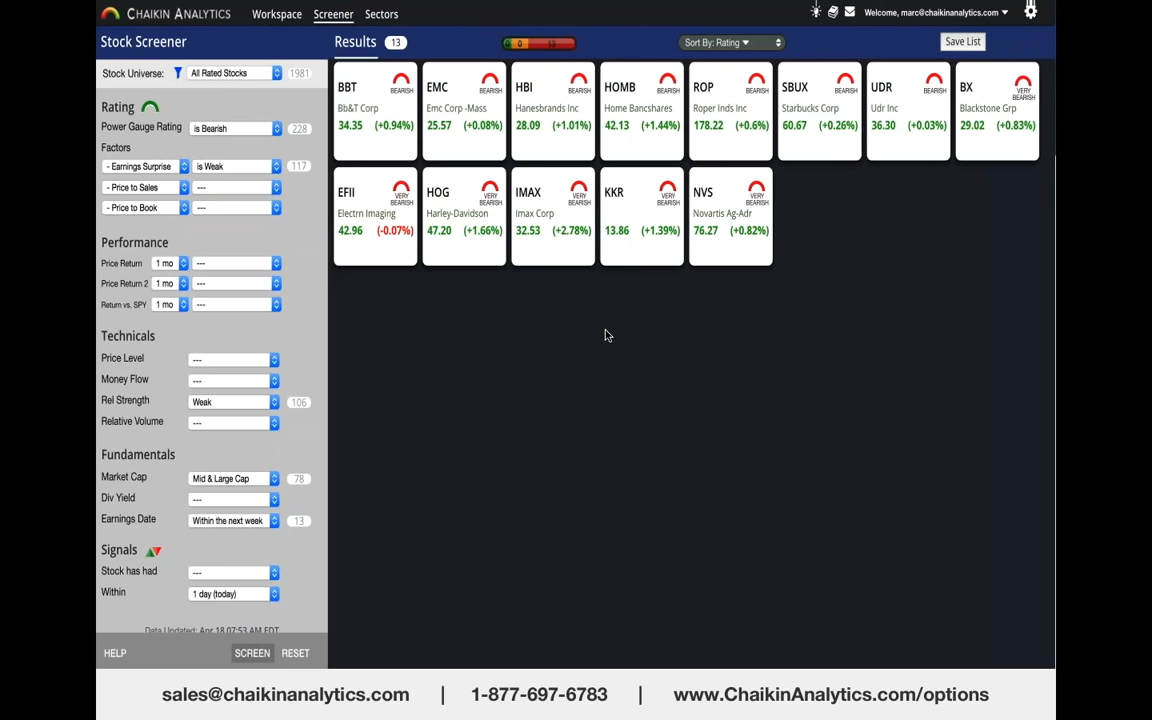 CHAIKIN ANALYTICS Workspace Screener Sectors Welcome, marc@chaikinanalytics.com
Stock Screener Results 13 0 13 Sort By: Rating Save List
Stock Universe: All Rated Stocks 1981
Rating
Power Gauge Rating is Bearish 228
Factors
- Earnings Surprise is Weak 117
- Price to Sales ---
- Price to Book ---
Performance
Price Return 1 mo ---
Price Return 2 1 mo ---
Return vs. SPY 1 mo ---
Technicals
Price Level ---
Money Flow ---
Rel Strength Weak 106
Relative Volume ---
Fundamentals
Market Cap Mid & Large Cap 78
Div Yield ---
Earnings Date Within the next week 13
Signals
Stock has had ---
Within 1 day (today)
Data Updated: Apr 18 07:53 AM EDT
HELP SCREEN RESET
BBT BEARISH
Bb&T Corp
34.35 (+0.94%)
EMC BEARISH
Emc Corp -Mass
25.57 (+0.08%)
HBI BEARISH
Hanesbrands Inc
28.09 (+1.01%)
HOMB BEARISH
Home Bancshares
42.13 (+1.44%)
ROP BEARISH
Roper Inds Inc
178.22 (+0.6%)
SBUX BEARISH
Starbucks Corp
60.67 (+0.26%)
UDR BEARISH
Udr Inc
36.30 (+0.03%)
BX VERY BEARISH
Blackstone Grp
29.02 (+0.83%)
EFII VERY BEARISH
Electrn Imaging
42.96 (-0.07%)
HOG VERY BEARISH
Harley-Davidson
47.20 (+1.66%)
IMAX VERY BEARISH
Imax Corp
32.53 (+2.78%)
KKR VERY BEARISH
13.86 (+1.39%)
NVS VERY BEARISH
Novartis Ag-Adr
76.27 (+0.82%)
sales@chaikinanalytics.com | 1-877-697-6783 | www.ChaikinAnalytics.com/options